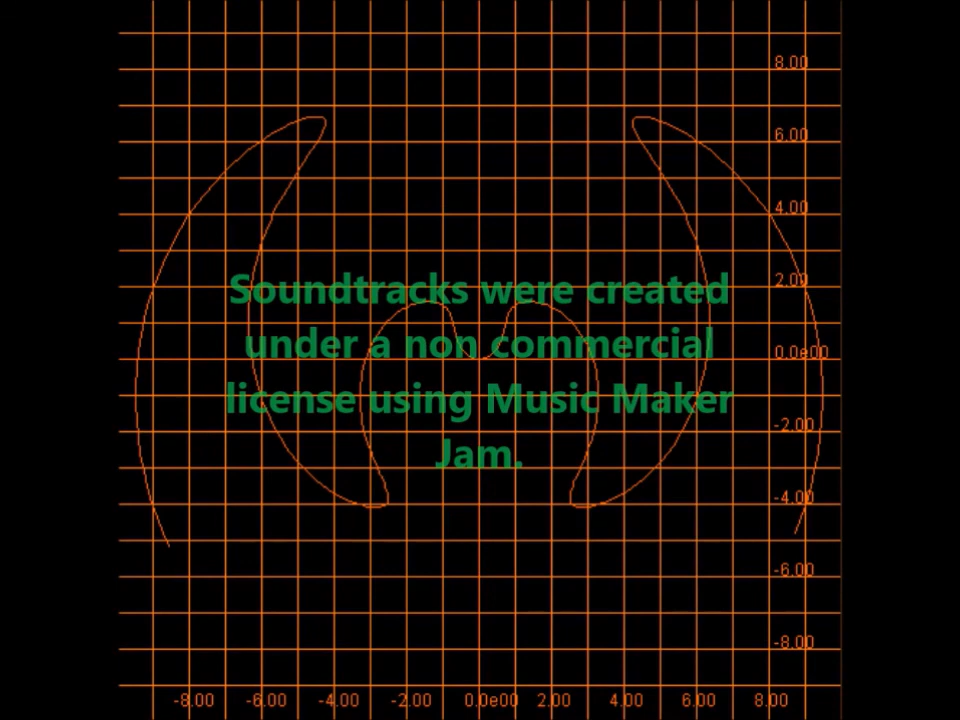 8.00
6.00
4.00
2.00
Soundtracks were created
under a non commercial
0.0e00
license using Music Maker
-2.00
Jam.
-4.00
-6.00
-8.00
-8.00 -6.00 -4.00 -2.00 0.0e00 2.00 4.00 6.00 8.00